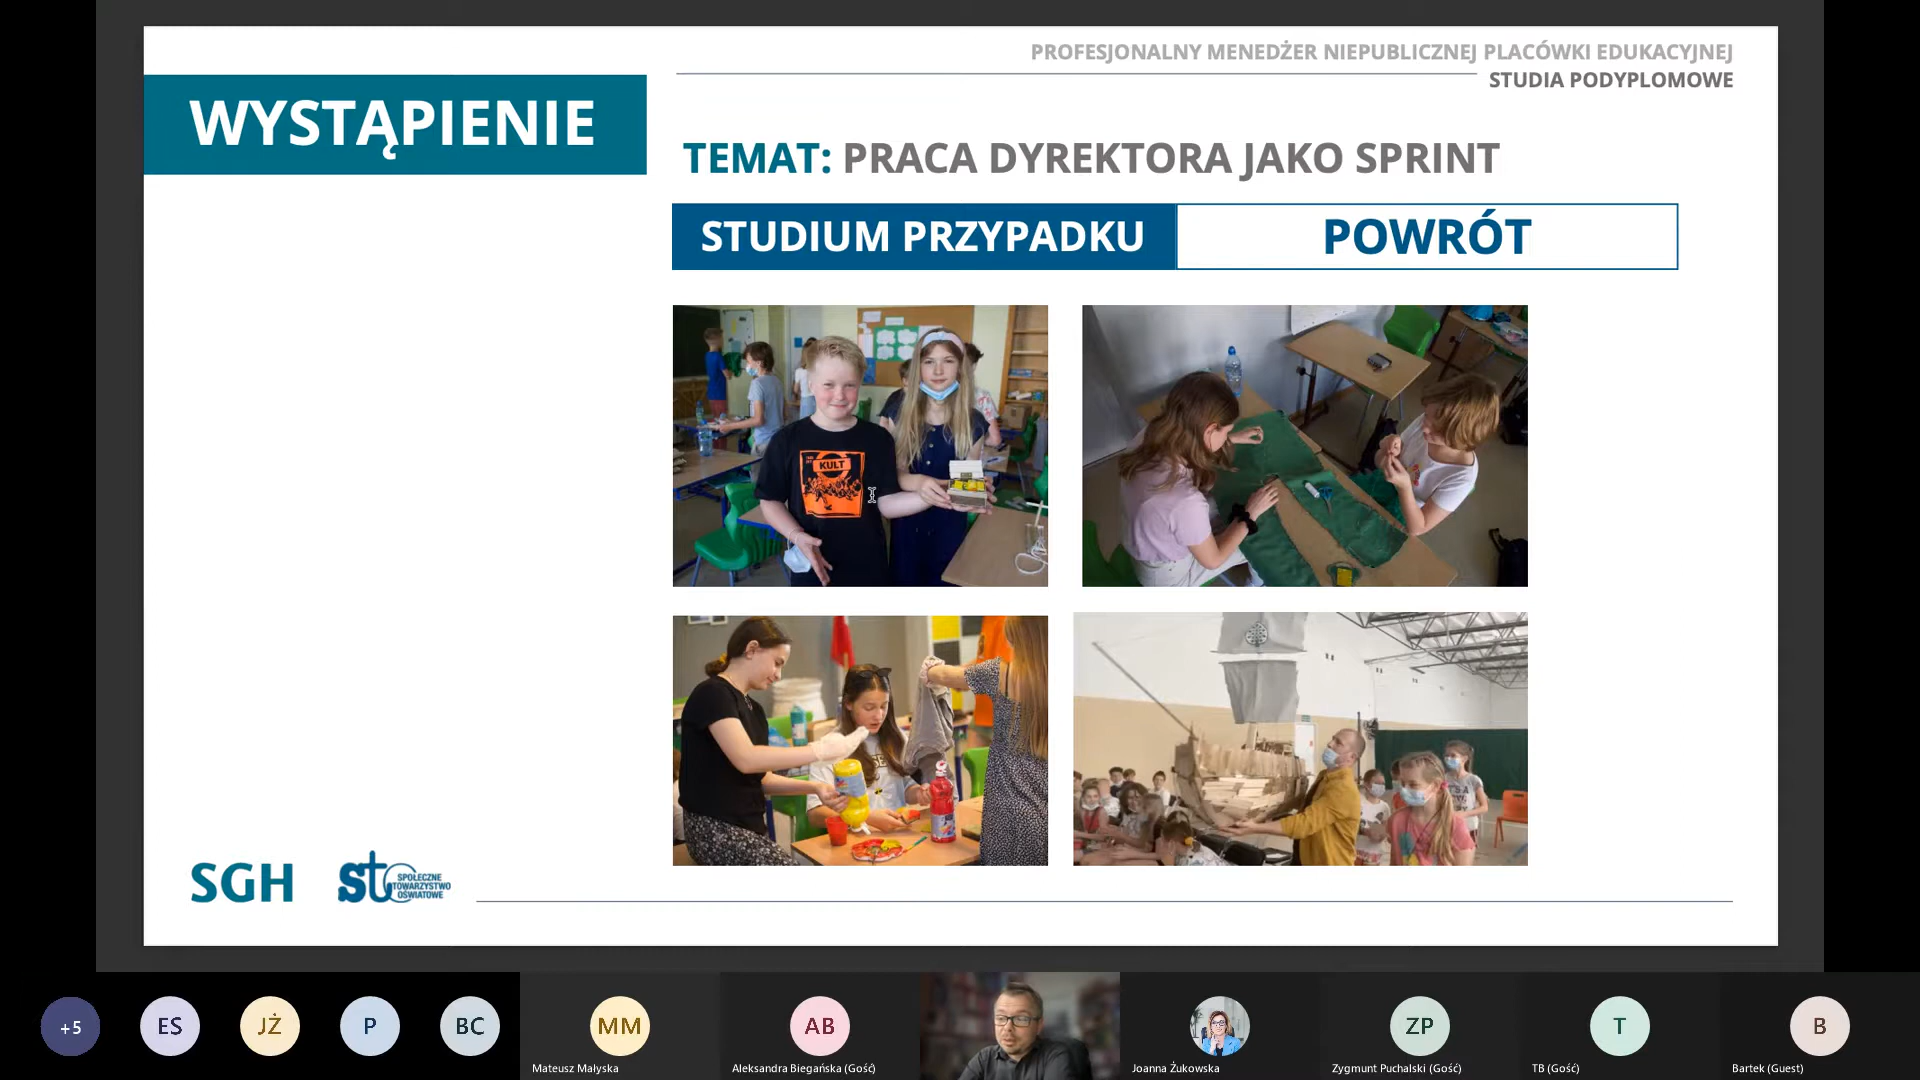 PROFESJONALNY MENEDŻER NIEPUBLICZNEJ PLACÓWKI EDUKACYJNEJ
STUDIA PODYPLOMOWE
WYSTĄPIENIE
TEMAT: PRACA DYREKTORA JAKO SPRINT
STUDIUM PRZYPADKU
POWRÓT
KULT
SGH
sto
SPOŁECZNE
TOWARZYSTWO
OŚWIATOWE
+5
ES
JŻ
P
BC
MM
AB
ZP
T
B
Mateusz Małyska
Aleksandra Biegańska (Gość)
Joanna Żukowska
Zygmunt Puchalski (Gość)
TB (Gość)
Bartek (Guest)